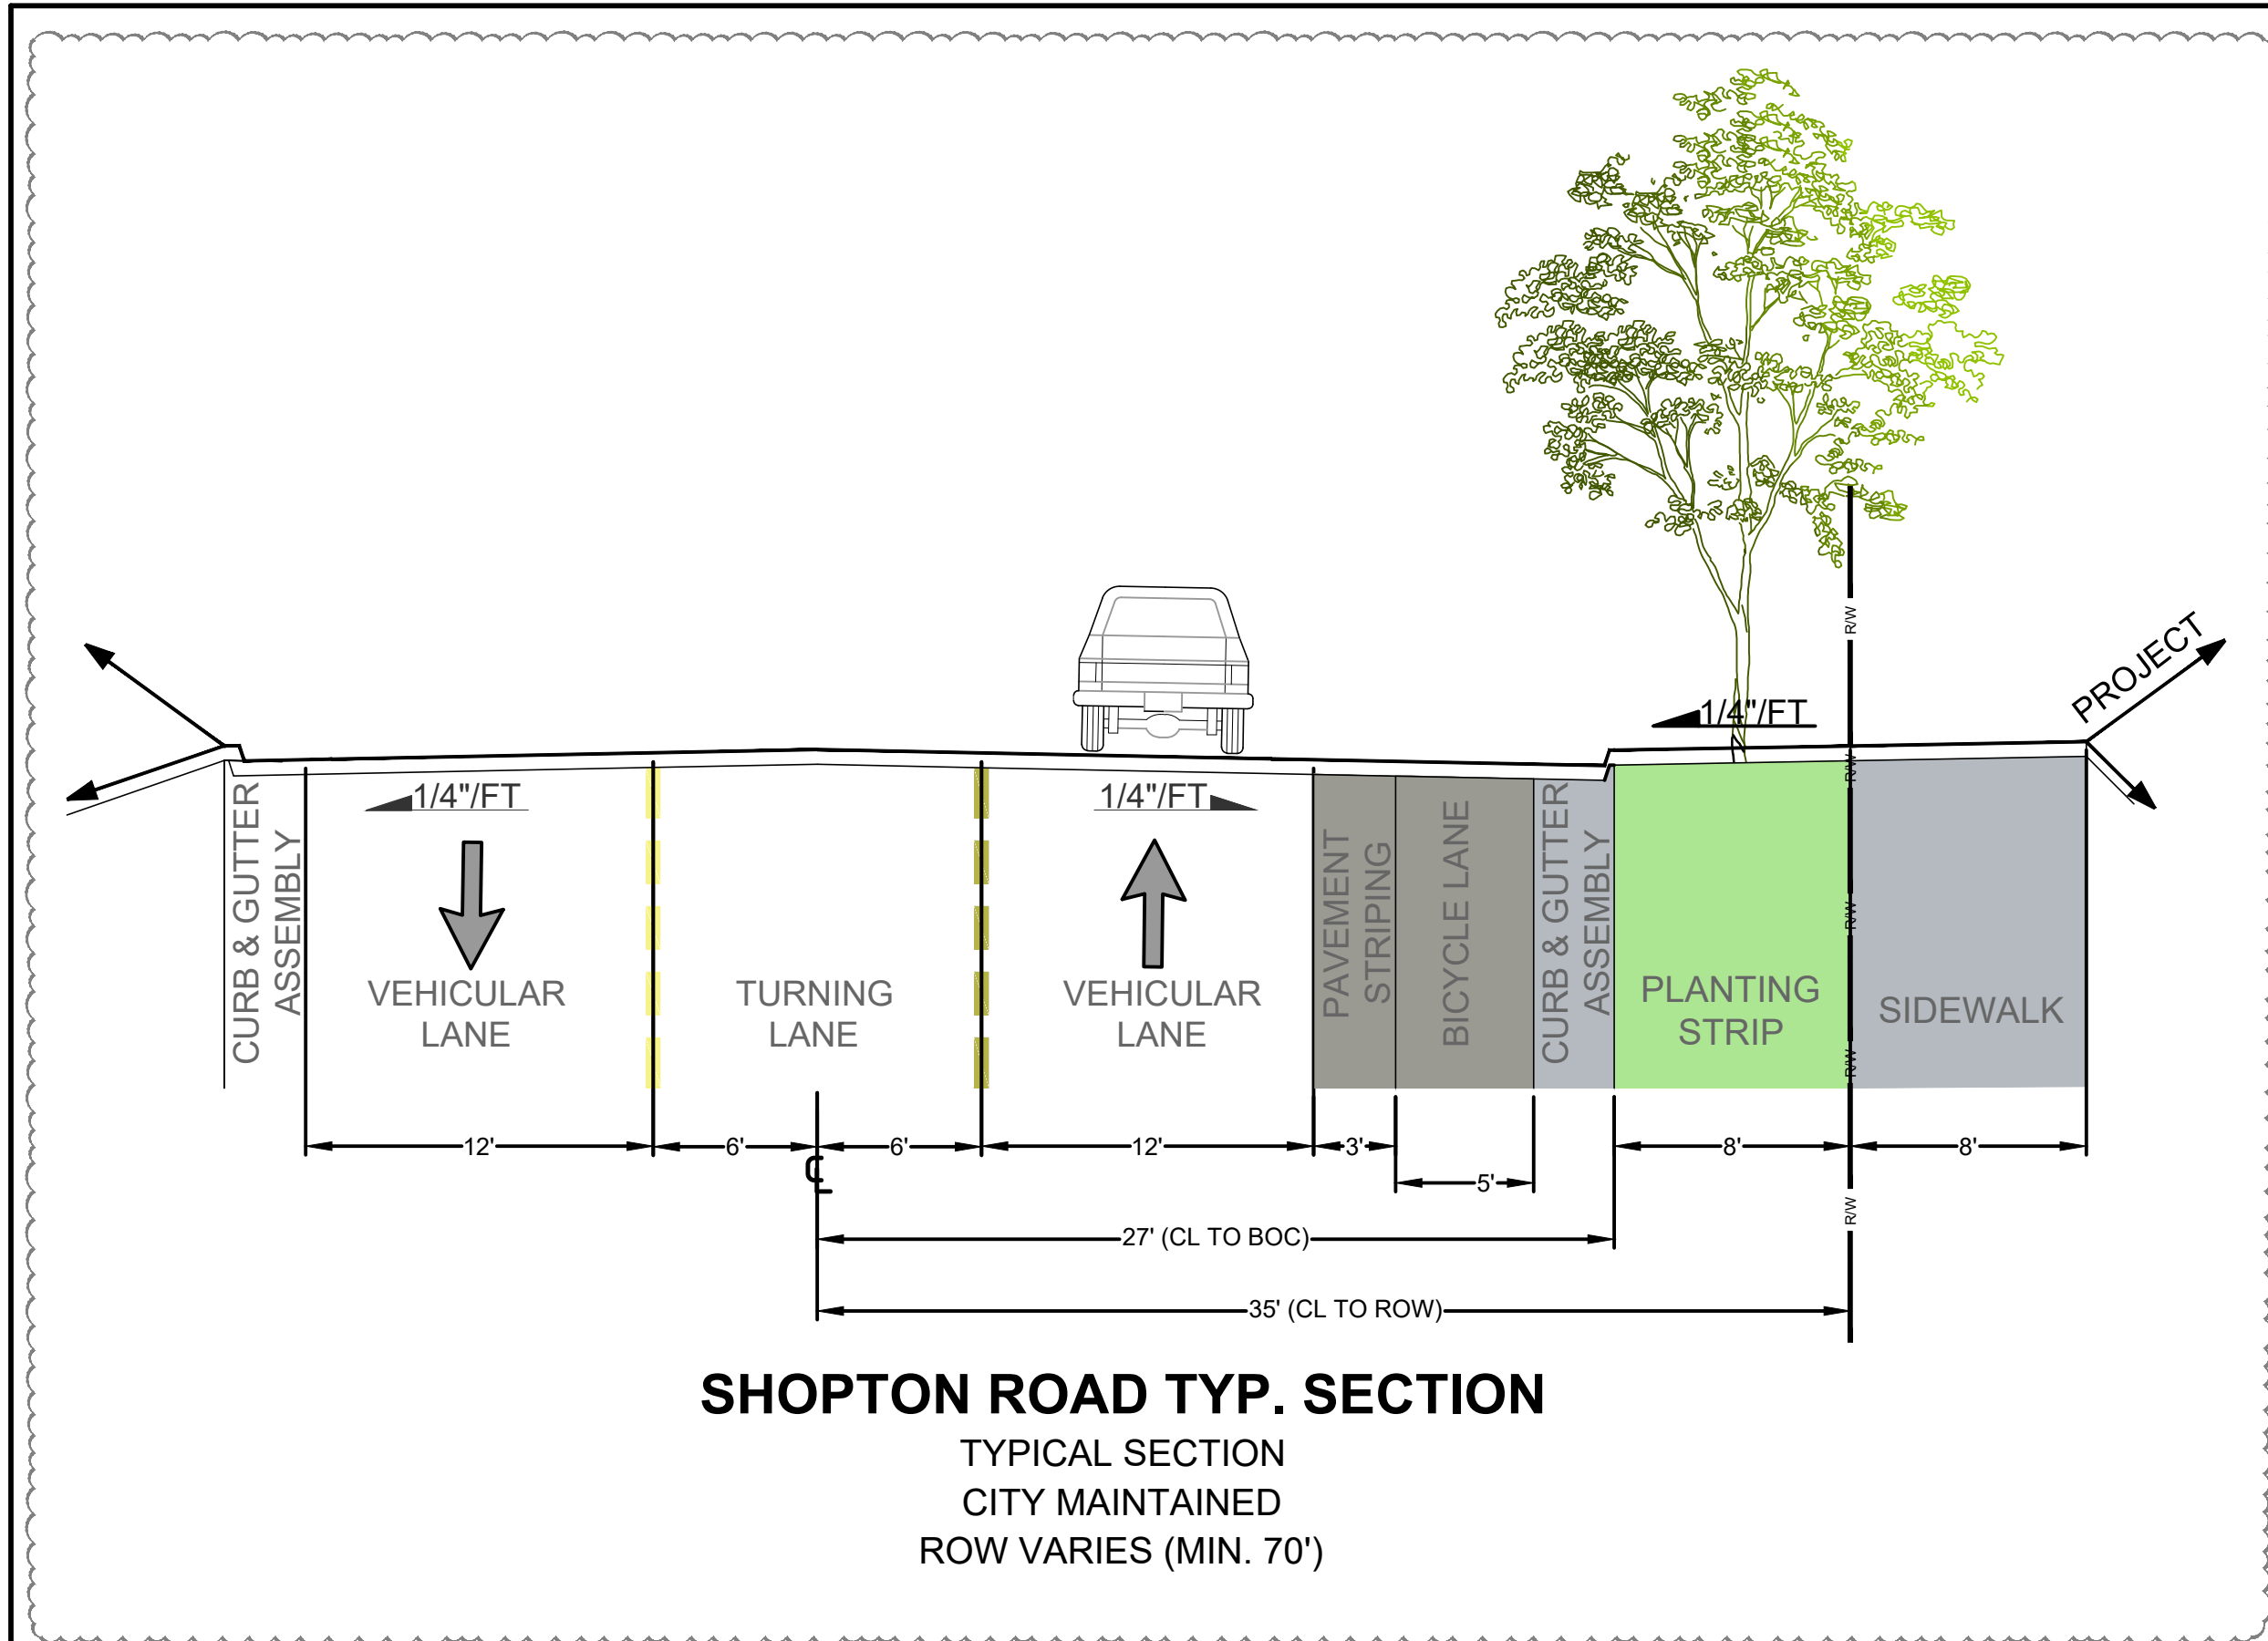 R/W
PROJECT
1/4"/FT
R/W
1/4"/FT
1/4"/FT
CURB & GUTTER
ASSEMBLY
VEHICULAR
LANE
TURNING
LANE
VEHICULAR
LANE
PAVEMENT
STRIPING
BICYCLE LANE
CURB & GUTTER
ASSEMBLY
PLANTING
STRIP
R/W
SIDEWALK
R/W
12'
6'
6'
12'
3'
8'
8'
CL
5'
R/W
27' (CL TO BOC)
35' (CL TO ROW)
SHOPTON ROAD TYP. SECTION
TYPICAL SECTION
CITY MAINTAINED
ROW VARIES (MIN. 70')